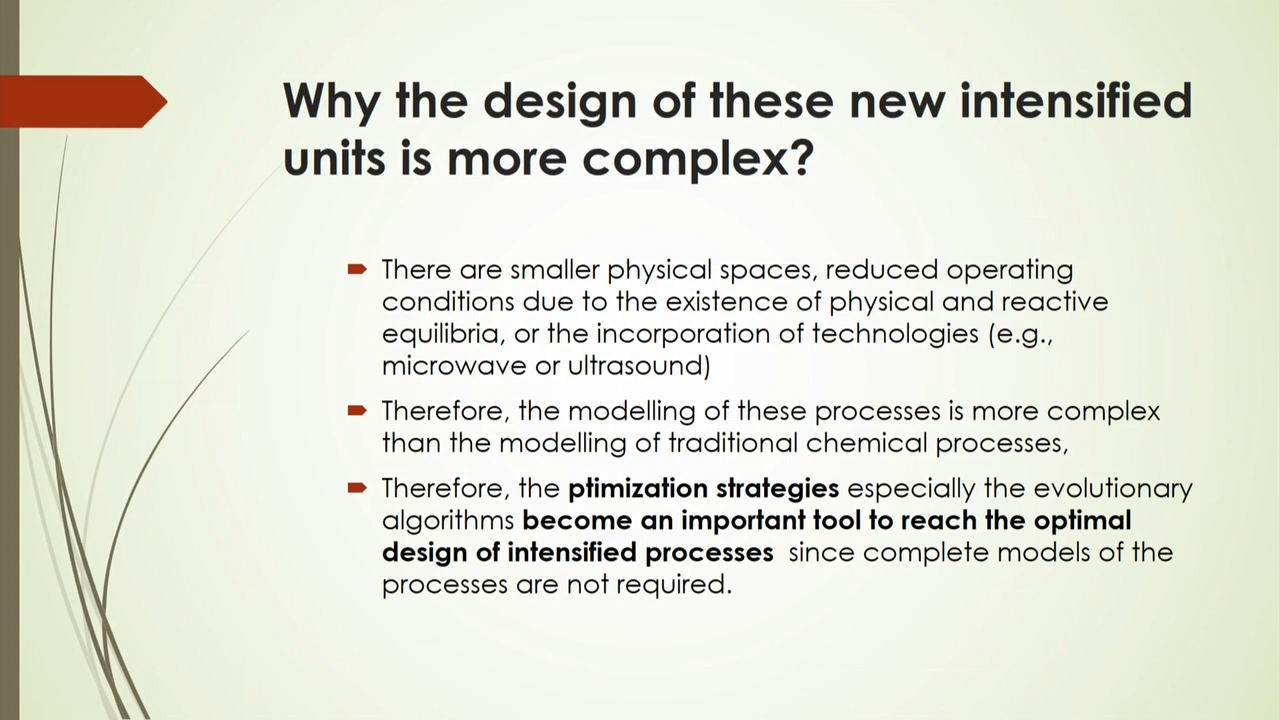 Why the design of these new intensified
units is more complex?
There are smaller physical spaces, reduced operating
conditions due to the existence of physical and reactive
equilibria, or the incorporation of technologies (e.g.,
microwave or ultrasound)
Therefore, the modelling of these processes is more complex
than the modelling of traditional chemical processes,
Therefore, the ptimization strategies especially the evolutionary
algorithms become an important tool to reach the optimal
design of intensified processes since complete models of the
processes are not required.